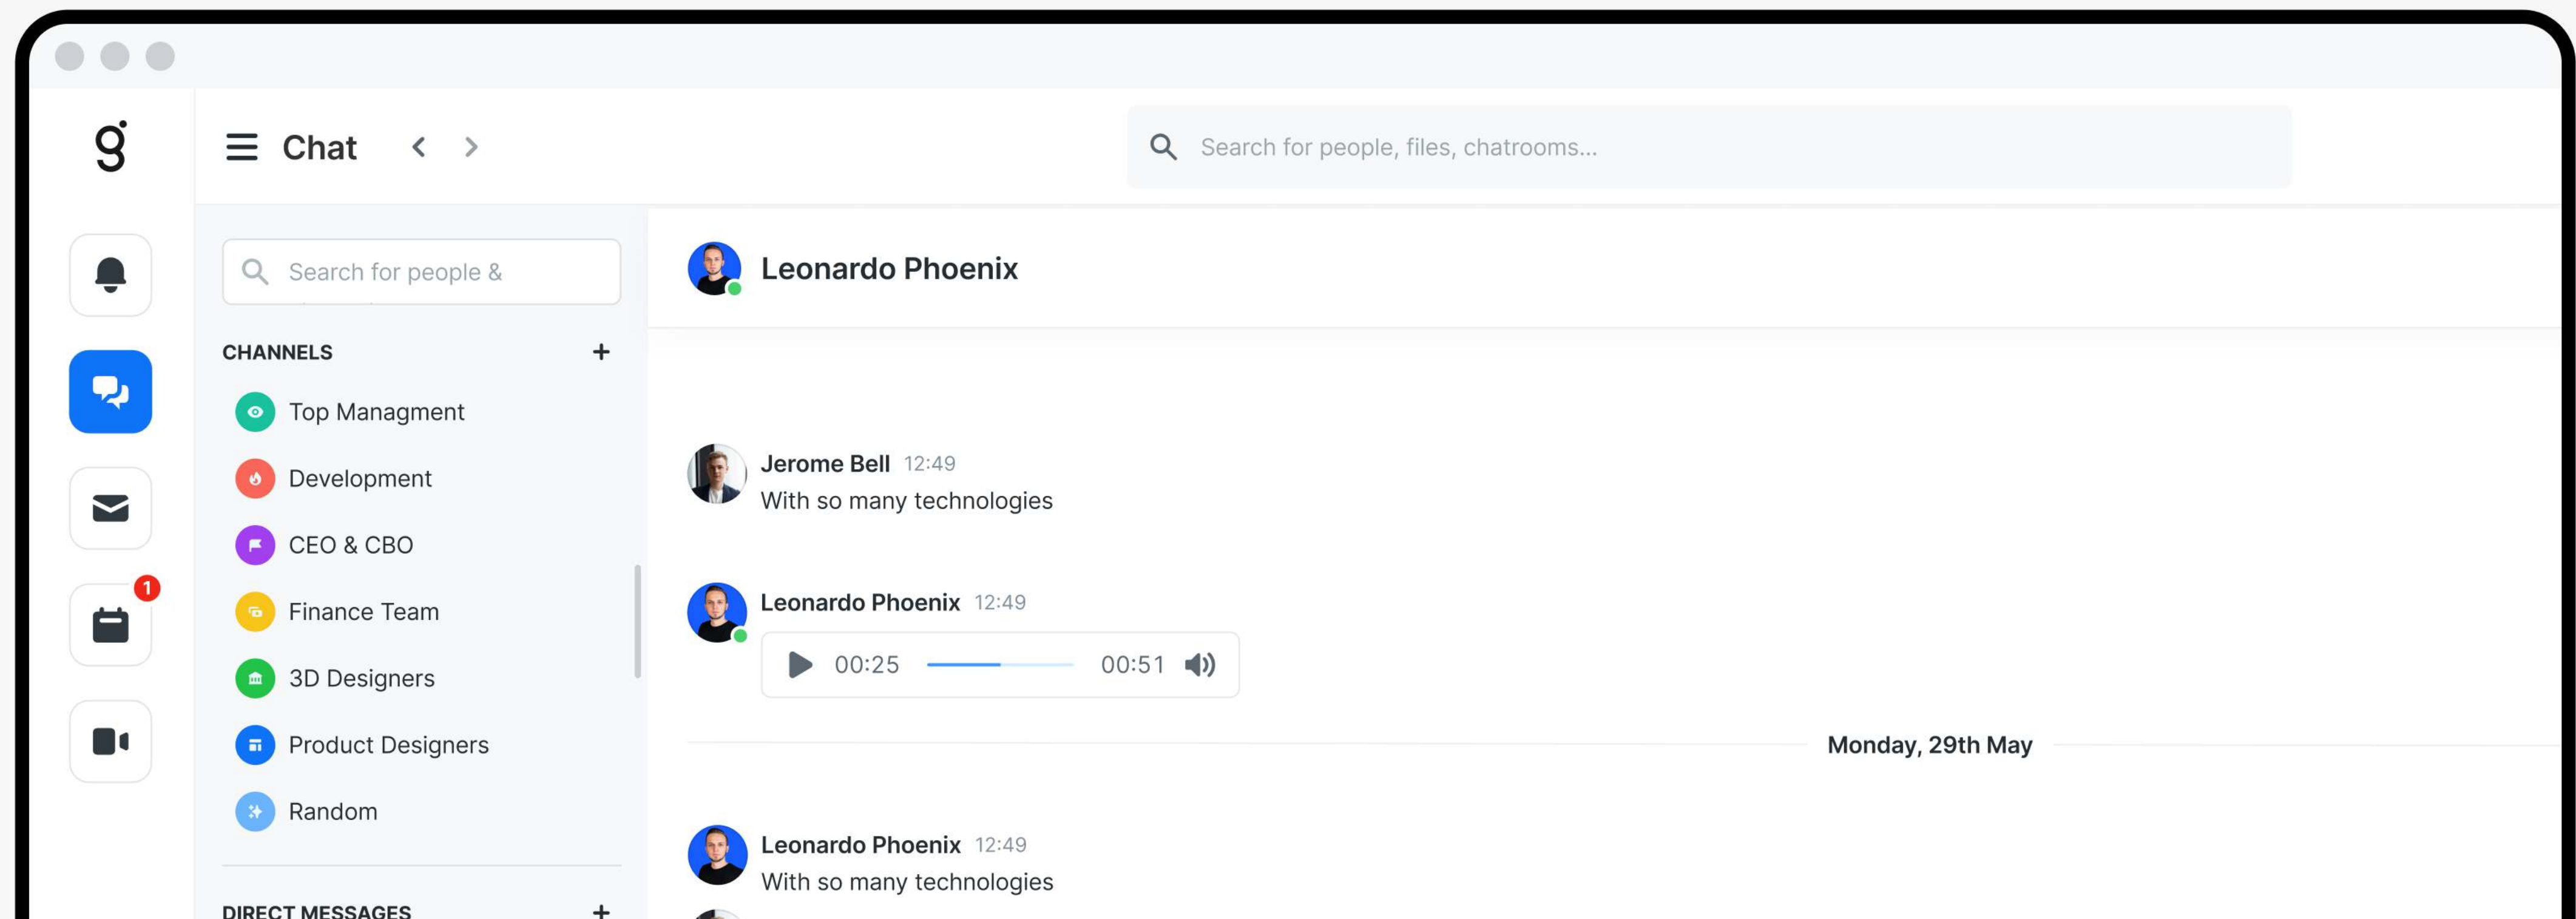 g
Chat
Search for people, files, chatrooms...
Search for people &
Leonardo Phoenix
CHANNELS +
Top Managment
Development
CEO & CBO
Finance Team
3D Designers
Product Designers
Random
DIRECT MESSAGES +
1
Jerome Bell 12:49
With so many technologies
Leonardo Phoenix 12:49
00:25 00:51
Monday, 29th May
Leonardo Phoenix 12:49
With so many technologies